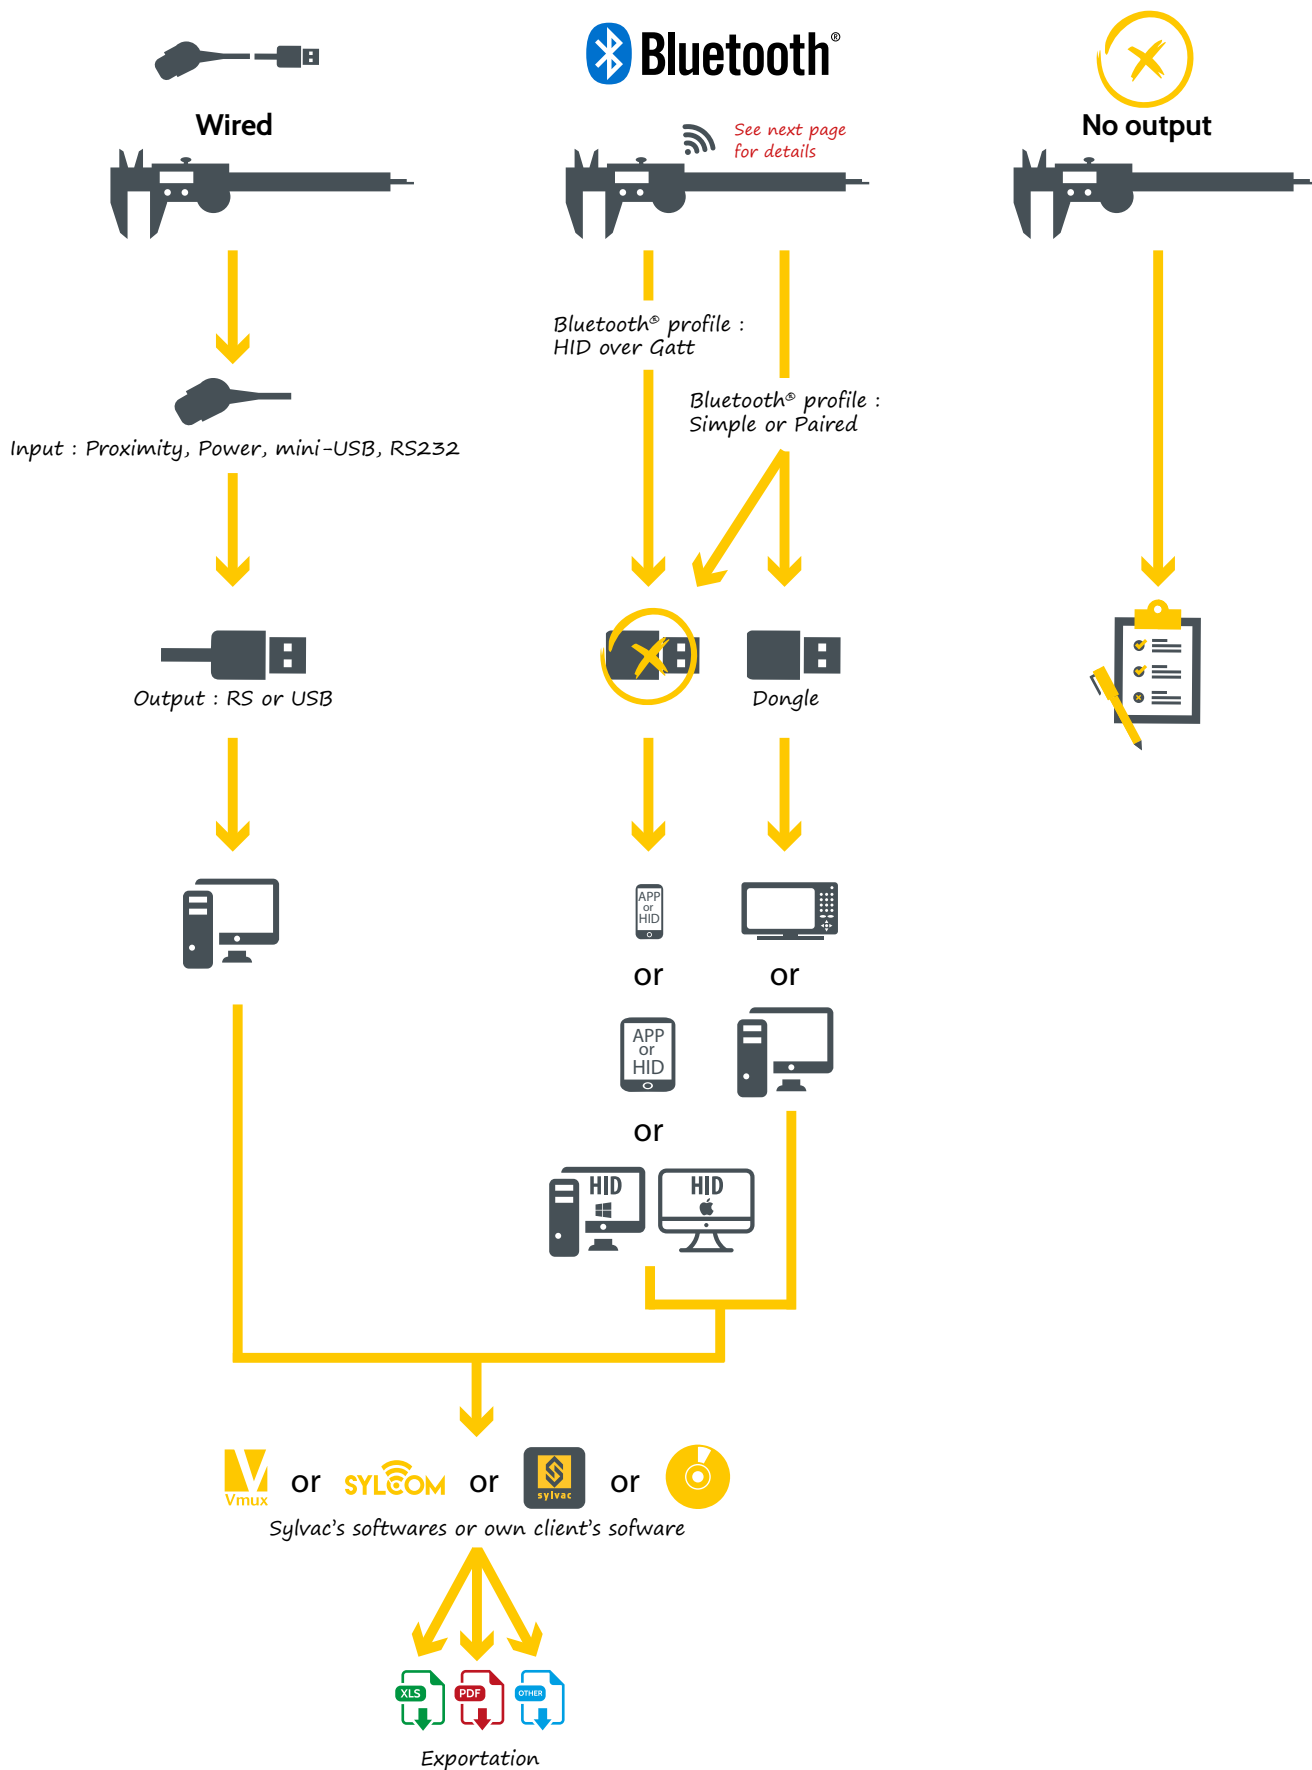 Bluetooth®
Wired
See next page
for details
No output
Bluetooth® profile :
HID over Gatt
Bluetooth® profile :
Simple or Paired
Input : Proximity, Power, mini-USB, RS232
Output : RS or USB
Dongle
APP
or
HID
or
or
APP
or
HID
or
HID
HID
Vmux
or
SYLCOM
or
sylvac
or
Sylvac's softwares or own client's sofware
XLS
PDF
OTHER
Exportation